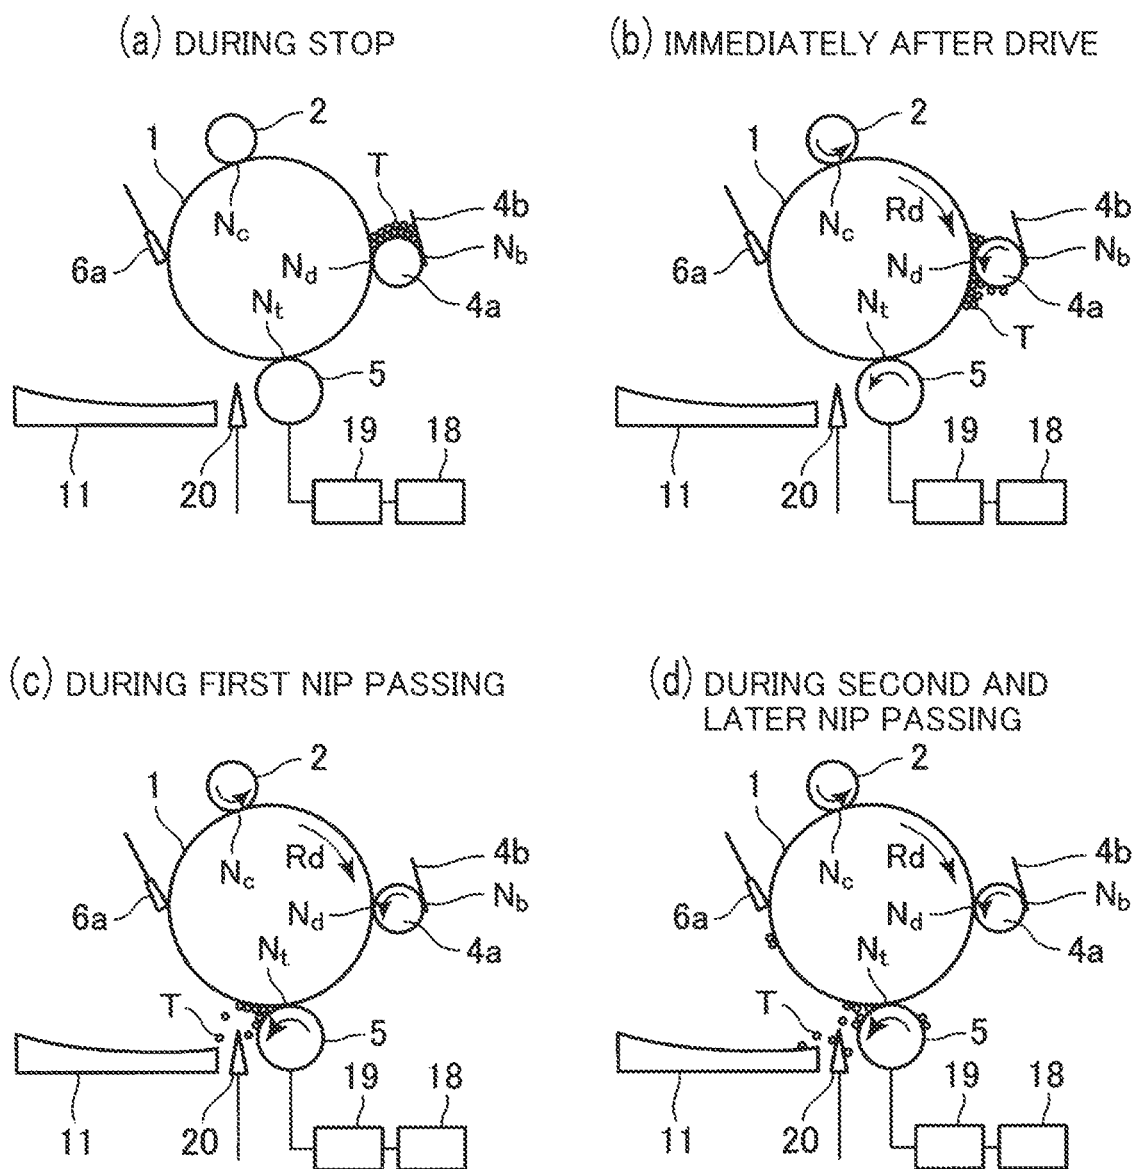 (a) DURING STOP
2
1
T
4b
Nc
Nb
6a
Nd
4a
Nt
5
19
18
11
20
(b) IMMEDIATELY AFTER DRIVE
2
1
Rd
4b
Nc
Nb
6a
Nd
4a
Nt
T
5
19
18
11
20
(c) DURING FIRST NIP PASSING
2
1
Rd
4b
Nc
Nb
6a
Nd
4a
Nt
T
5
19
18
11
20
(d) DURING SECOND AND
LATER NIP PASSING
2
1
Rd
4b
Nc
Nb
6a
Nd
4a
Nt
T
5
19
18
11
20